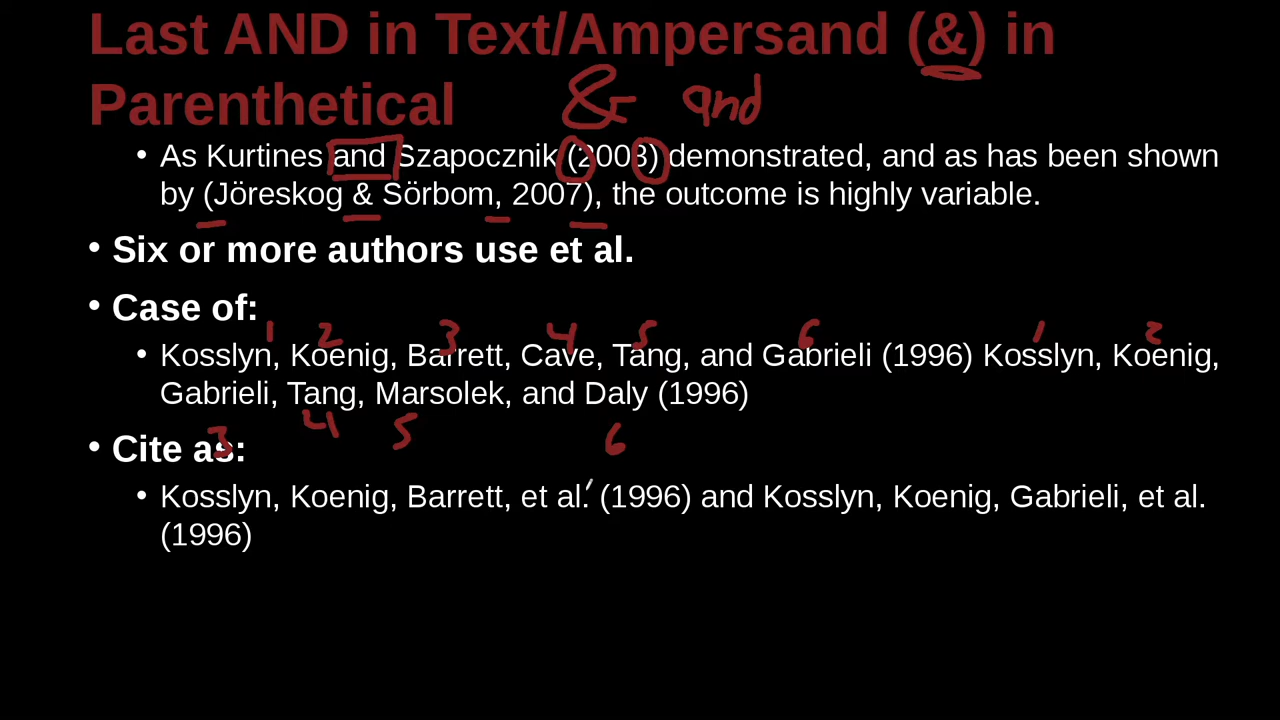 Last AND in Text/Ampersand (&) in
Parenthetical
& and
• As Kurtines and Szapocznik (2003) demonstrated, and as has been shown
by (Jöreskog & Sörbom, 2007), the outcome is highly variable.
• Six or more authors use et al.
• Case of:
1 2 3 4 5 6 1 2
• Kosslyn, Koenig, Barrett, Cave, Tang, and Gabrieli (1996) Kosslyn, Koenig,
Gabrieli, Tang, Marsolek, and Daly (1996)
3 4 5 6
• Cite as:
• Kosslyn, Koenig, Barrett, et al. (1996) and Kosslyn, Koenig, Gabrieli, et al.
(1996)